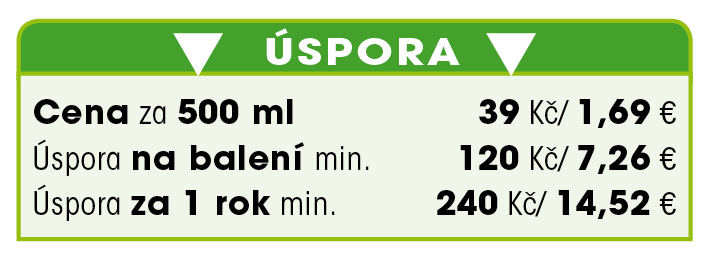 ÚSPORA
Cena za 500 ml 39 Kč/ 1,69 €
Úspora na balení min. 120 Kč/ 7,26 €
Úspora za 1 rok min. 240 Kč/ 14,52 €